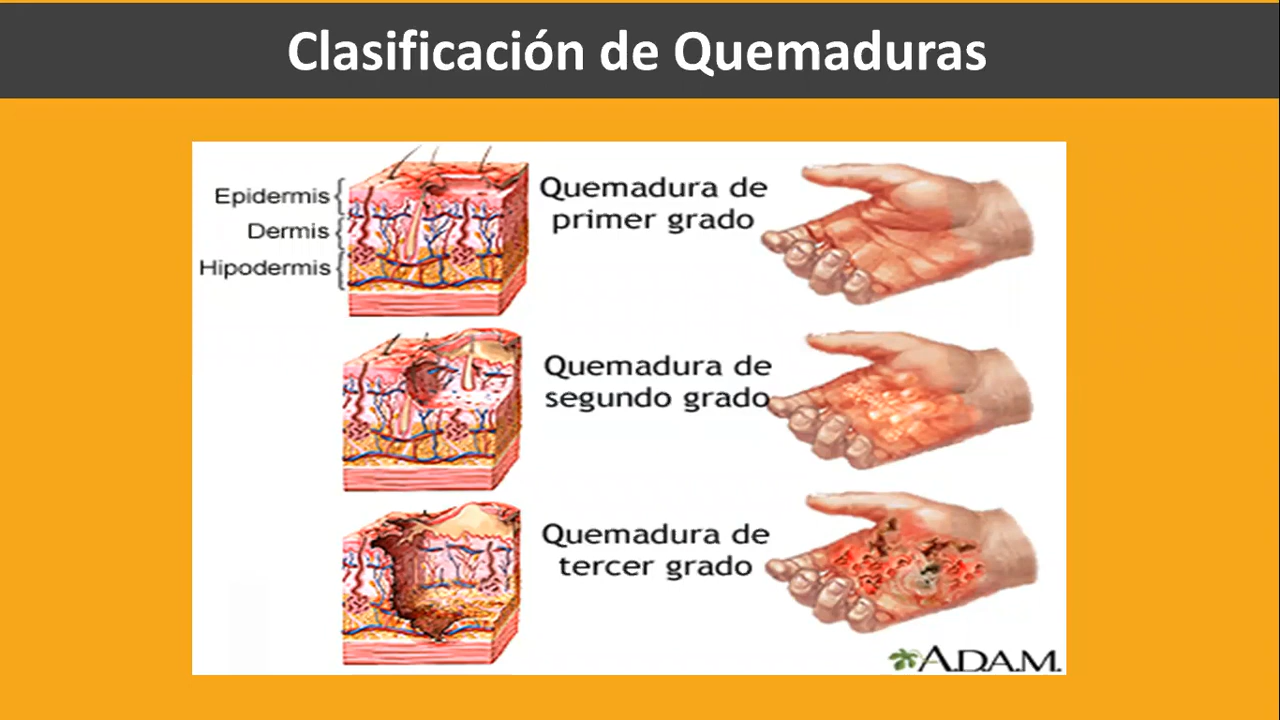 Clasificación de Quemaduras
Epidermis
Dermis
Hipodermis
Quemadura de
primer grado
Quemadura de
segundo grado
Quemadura de
tercer grado
A.D.A.M.